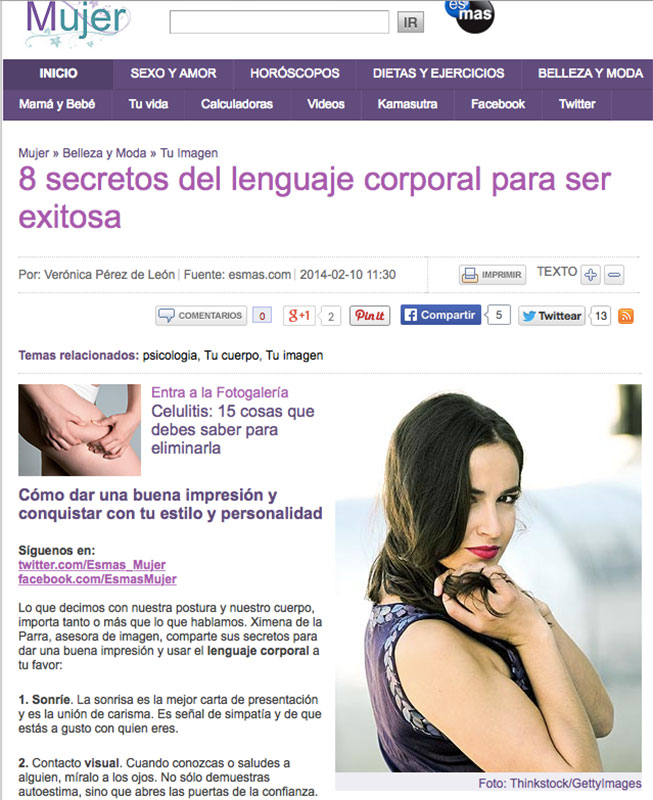 Mujer
IR
esmas
INICIO SEXO Y AMOR HORÓSCOPOS DIETAS Y EJERCICIOS BELLEZA Y MODA
Mamá y Bebé Tu vida Calculadoras Videos Kamasutra Facebook Twitter
Mujer » Belleza y Moda » Tu Imagen
8 secretos del lenguaje corporal para ser
exitosa
Por: Verónica Pérez de León | Fuente: esmas.com | 2014-02-10 11:30 IMPRIMIR TEXTO
COMENTARIOS 0 g+1 2 Pinit Compartir 5 Twittear 13
Temas relacionados: psicologia, Tu cuerpo, Tu imagen
Entra a la Fotogalería
Celulitis: 15 cosas que
debes saber para
eliminarla
Cómo dar una buena impresión y
conquistar con tu estilo y personalidad
Síguenos en:
twitter.com/Esmas_Mujer
facebook.com/EsmasMujer
Lo que decimos con nuestra postura y nuestro cuerpo,
importa tanto o más que lo que hablamos. Ximena de la
Parra, asesora de imagen, comparte sus secretos para
dar una buena impresión y usar el lenguaje corporal a
tu favor:
1. Sonríe. La sonrisa es la mejor carta de presentación
y es la unión de carisma. Es señal de simpatía y de que
estás a gusto con quien eres.
2. Contacto visual. Cuando conozcas o saludes a
alguien, míralo a los ojos. No sólo demuestras
autoestima, sino que abres las puertas de la confianza.
Foto: Thinkstock/GettyImages